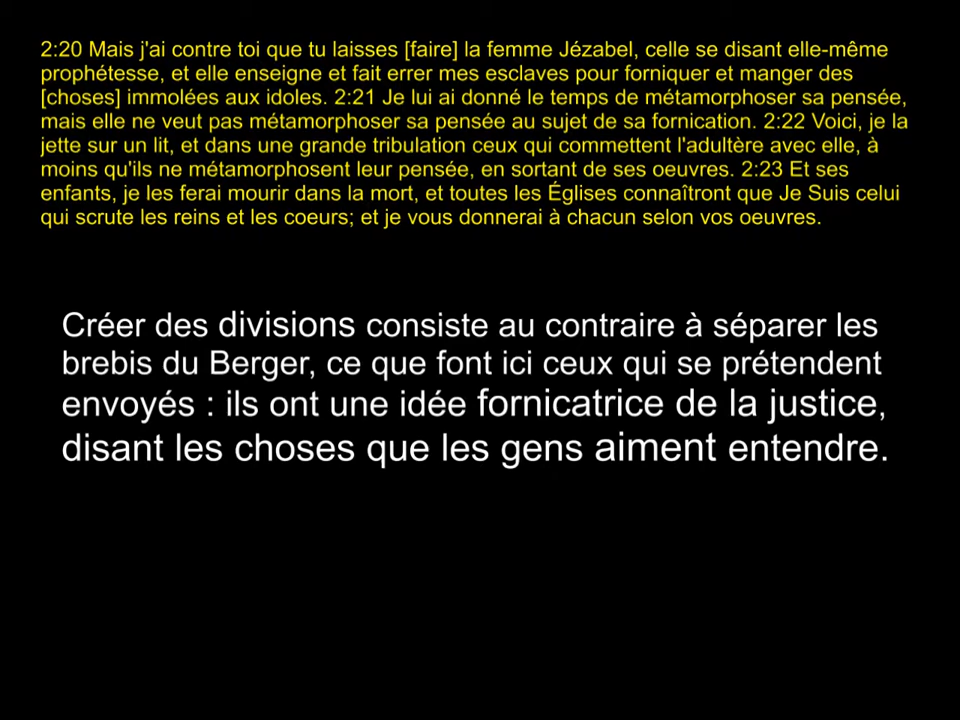 2:20 Mais j'ai contre toi que tu laisses [faire] la femme Jézabel, celle se disant elle-même
prophétesse, et elle enseigne et fait errer mes esclaves pour forniquer et manger des
[choses] immolées aux idoles. 2:21 Je lui ai donné le temps de métamorphoser sa pensée,
mais elle ne veut pas métamorphoser sa pensée au sujet de sa fornication. 2:22 Voici, je la
jette sur un lit, et dans une grande tribulation ceux qui commettent l'adultère avec elle, à
moins qu'ils ne métamorphosent leur pensée, en sortant de ses oeuvres. 2:23 Et ses
enfants, je les ferai mourir dans la mort, et toutes les Églises connaîtront que Je Suis celui
qui scrute les reins et les coeurs; et je vous donnerai à chacun selon vos oeuvres.
Créer des divisions consiste au contraire à séparer les
brebis du Berger, ce que font ici ceux qui se prétendent
envoyés : ils ont une idée fornicatrice de la justice,
disant les choses que les gens aiment entendre.